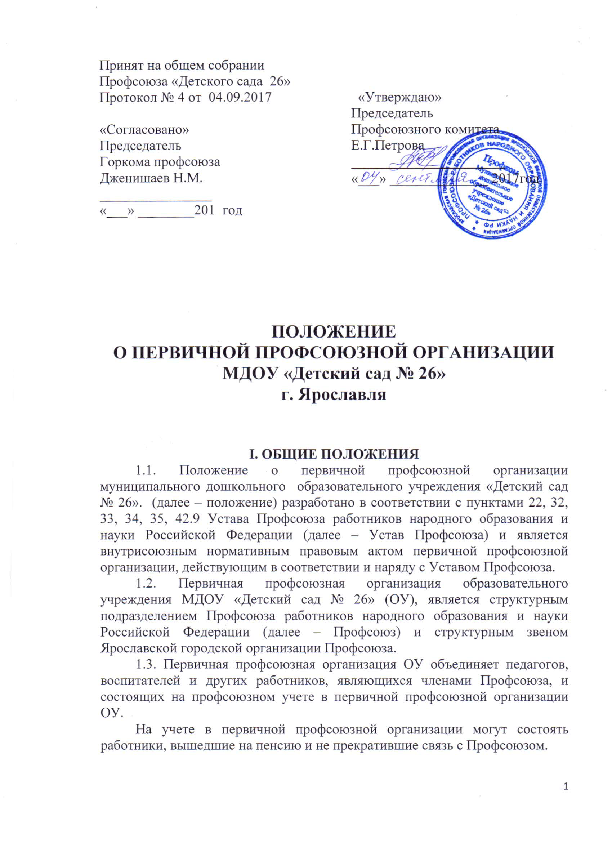 Принят на общем собрании
Профсоюза «Детского сада 26»
Протокол № 4 от 04.09.2017
«Согласовано»
Председатель
Горкома профсоюза
Дженишаев Н.М.
_______________
«___» ________ 201 год
«Утверждаю»
Председатель
Профсоюзного комитета
Е.Г.Петрова
«04» сентября 2017год
ПОЛОЖЕНИЕ
О ПЕРВИЧНОЙ ПРОФСОЮЗНОЙ ОРГАНИЗАЦИИ
МДОУ «Детский сад № 26»
г. Ярославля
I. ОБЩИЕ ПОЛОЖЕНИЯ
1.1. Положение о первичной профсоюзной организации
муниципального дошкольного образовательного учреждения «Детский сад
№ 26». (далее – положение) разработано в соответствии с пунктами 22, 32,
33, 34, 35, 42.9 Устава Профсоюза работников народного образования и
науки Российской Федерации (далее – Устав Профсоюза) и является
внутрисоюзным нормативным правовым актом первичной профсоюзной
организации, действующим в соответствии и наряду с Уставом Профсоюза.
1.2. Первичная профсоюзная организация образовательного
учреждения МДОУ «Детский сад № 26» (ОУ), является структурным
подразделением Профсоюза работников народного образования и науки
Российской Федерации (далее – Профсоюз) и структурным звеном
Ярославской городской организации Профсоюза.
1.3. Первичная профсоюзная организация ОУ объединяет педагогов,
воспитателей и других работников, являющихся членами Профсоюза, и
состоящих на профсоюзном учете в первичной профсоюзной организации
ОУ.
На учете в первичной профсоюзной организации могут состоять
работники, вышедшие на пенсию и не прекратившие связь с Профсоюзом.
1